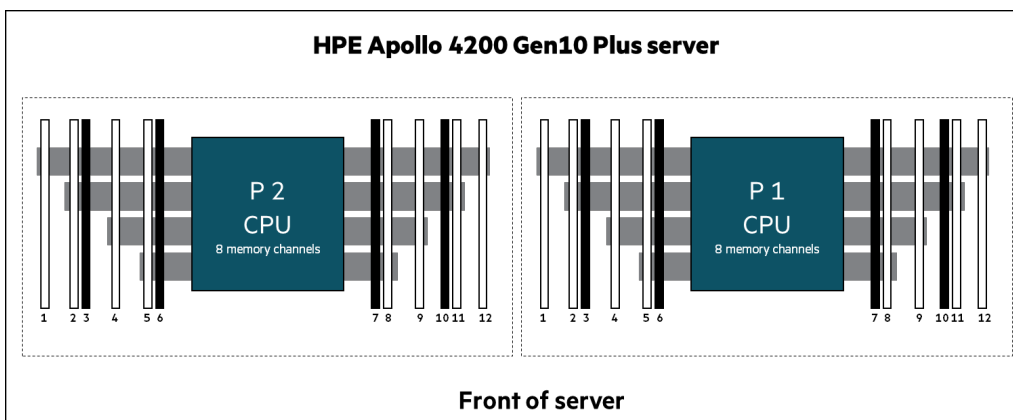 HPE Apollo 4200 Gen10 Plus server
P 2
CPU
8 memory channels
1 2 3 4 5 6 7 8 9 10 11 12
P 1
CPU
8 memory channels
1 2 3 4 5 6 7 8 9 10 11 12
Front of server